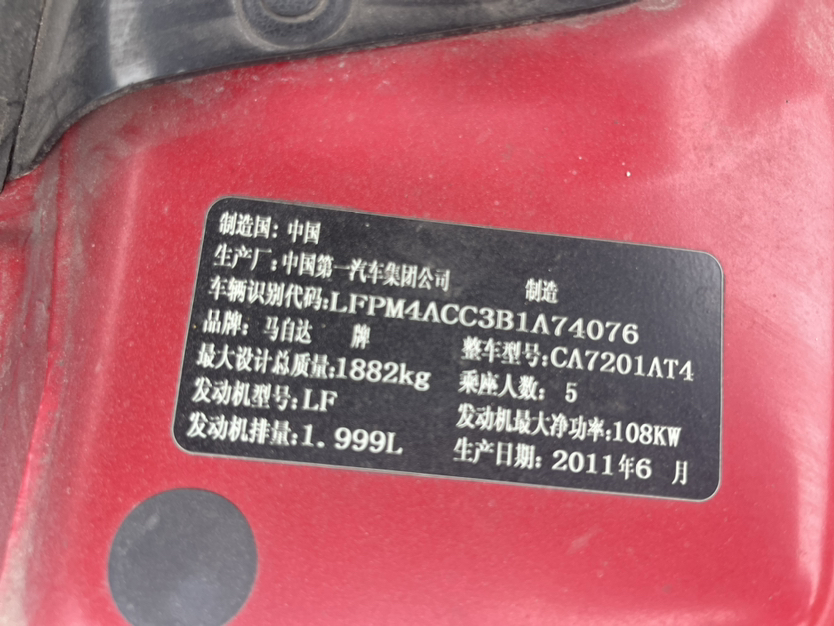 制造国: 中国
生产厂: 中国第一汽车集团公司 制造
车辆识别代码:LFPM4ACC3B1A74076
品牌: 马自达 牌 整车型号:CA7201AT4
最大设计总质量:1882kg 乘座人数: 5
发动机型号:LF 发动机最大净功率:108KW
发动机排量:1.999L 生产日期: 2011年6 月